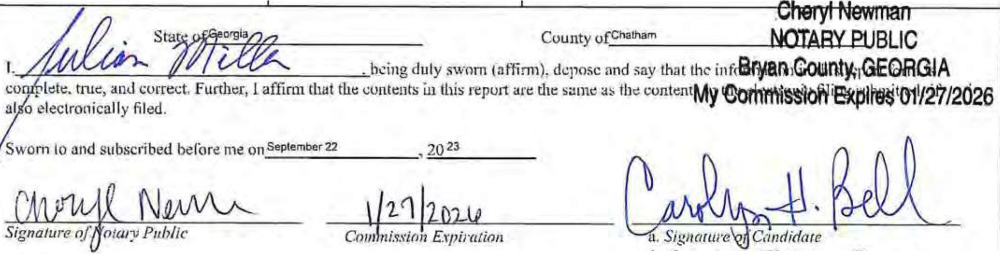 Cheryl Newman
State of Georgia County of Chatham NOTARY PUBLIC
I, Julian Miller, being duly sworn (affirm), depose and say that the Bryan County, GEORGIA
complete, true, and correct. Further, I affirm that the contents in this report are the same as the content My Commission Expires 01/27/2026
also electronically filed.
Sworn to and subscribed before me on September 22, 20 23
Cheryl Newman 1/27/2026 Carolyn H. Bell
Signature of Notary Public Commission Expiration a. Signature of Candidate